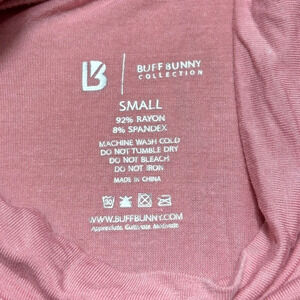 BUFF BUNNY
COLLECTION
SMALL
92% RAYON
8% SPANDEX
MACHINE WASH COLD
DO NOT TUMBLE DRY
DO NOT BLEACH
DO NOT IRON
MADE IN CHINA
30
WWW.BUFFBUNNY.COM
Appreciate. Cultivate. Motivate.